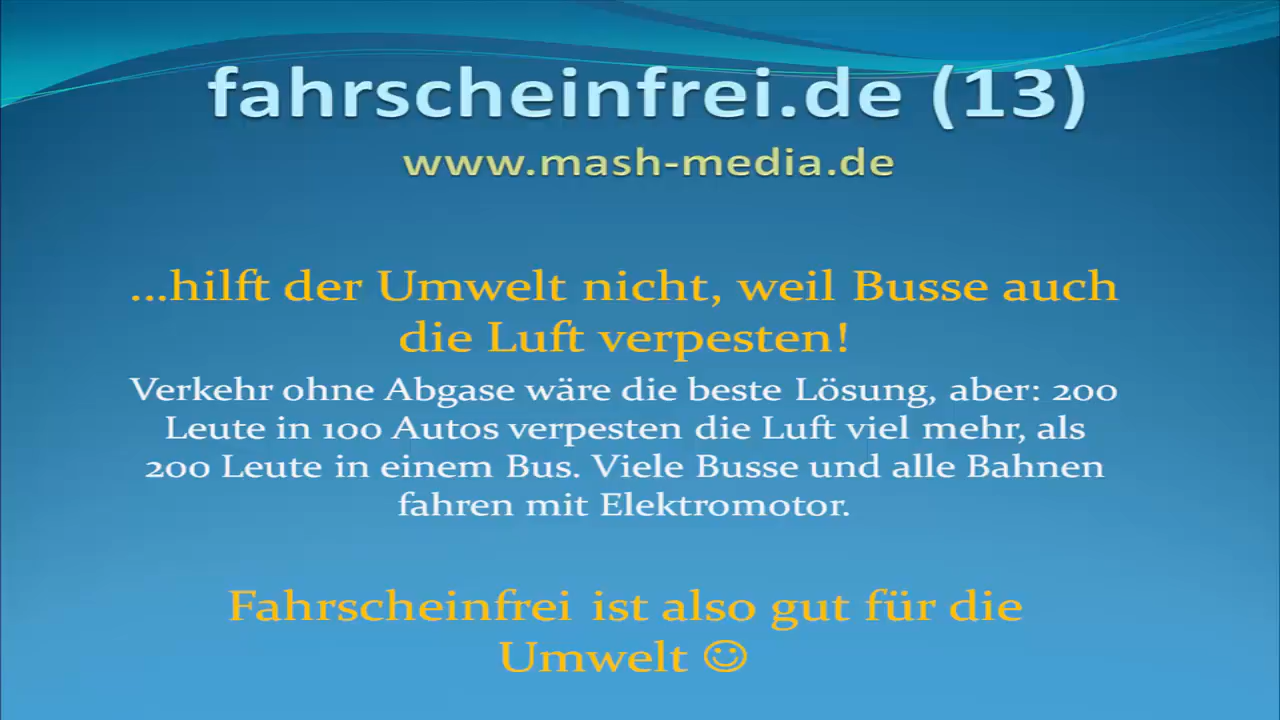 fahrscheinfrei.de (13)
www.mash-media.de
...hilft der Umwelt nicht, weil Busse auch
die Luft verpesten!
Verkehr ohne Abgase wäre die beste Lösung, aber: 200
Leute in 100 Autos verpesten die Luft viel mehr, als
200 Leute in einem Bus. Viele Busse und alle Bahnen
fahren mit Elektromotor.
Fahrscheinfrei ist also gut für die
Umwelt ☺